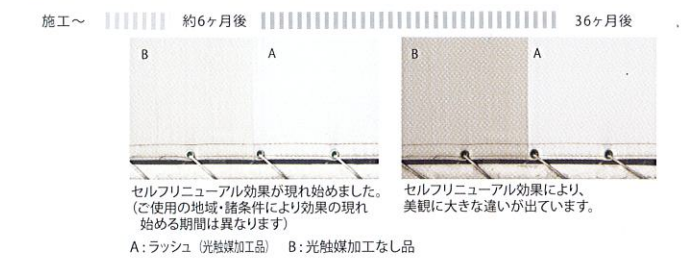 施工～ 約6ヶ月後 36ヶ月後
B A B A
セルフリニューアル効果が現れ始めました。
（ご使用の地域・諸条件により効果の現れ
始める期間は異なります）
セルフリニューアル効果により、
美観に大きな違いが出ています。
A：ラッシュ（光触媒加工品） B：光触媒加工なし品